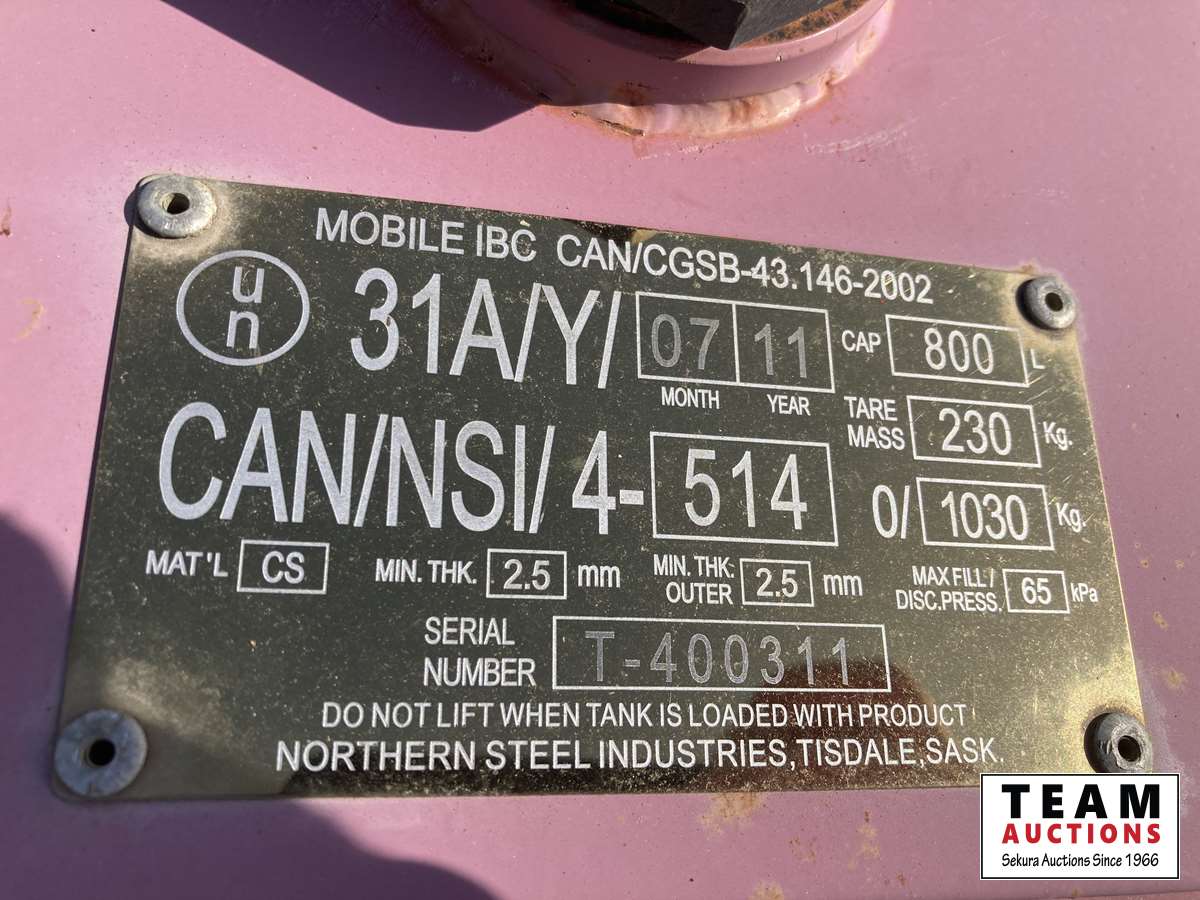 MOBILE IBC CAN/CGSB-43.146-2002
un
31A/Y/ 07 11
MONTH YEAR
CAP 800 L
TARE MASS 230 Kg.
CAN/NSI/4- 514
0/ 1030 Kg.
MAT'L CS MIN. THK. 2.5 mm MIN. THK. OUTER 2.5 mm MAX FILL/ DISC.PRESS. 65 kPa
SERIAL NUMBER T-400311
DO NOT LIFT WHEN TANK IS LOADED WITH PRODUCT
NORTHERN STEEL INDUSTRIES, TISDALE, SASK.
TEAM
AUCTIONS
Sekura Auctions Since 1966